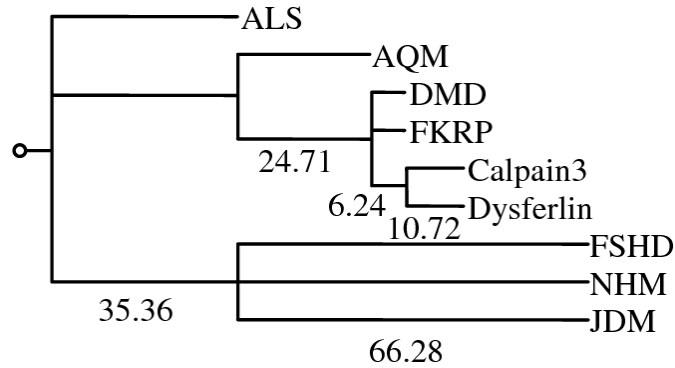 ALS
AQM
DMD
FKRP
24.71
Calpain3
6.24
Dysferlin
10.72
FSHD
NHM
35.36
JDM
66.28